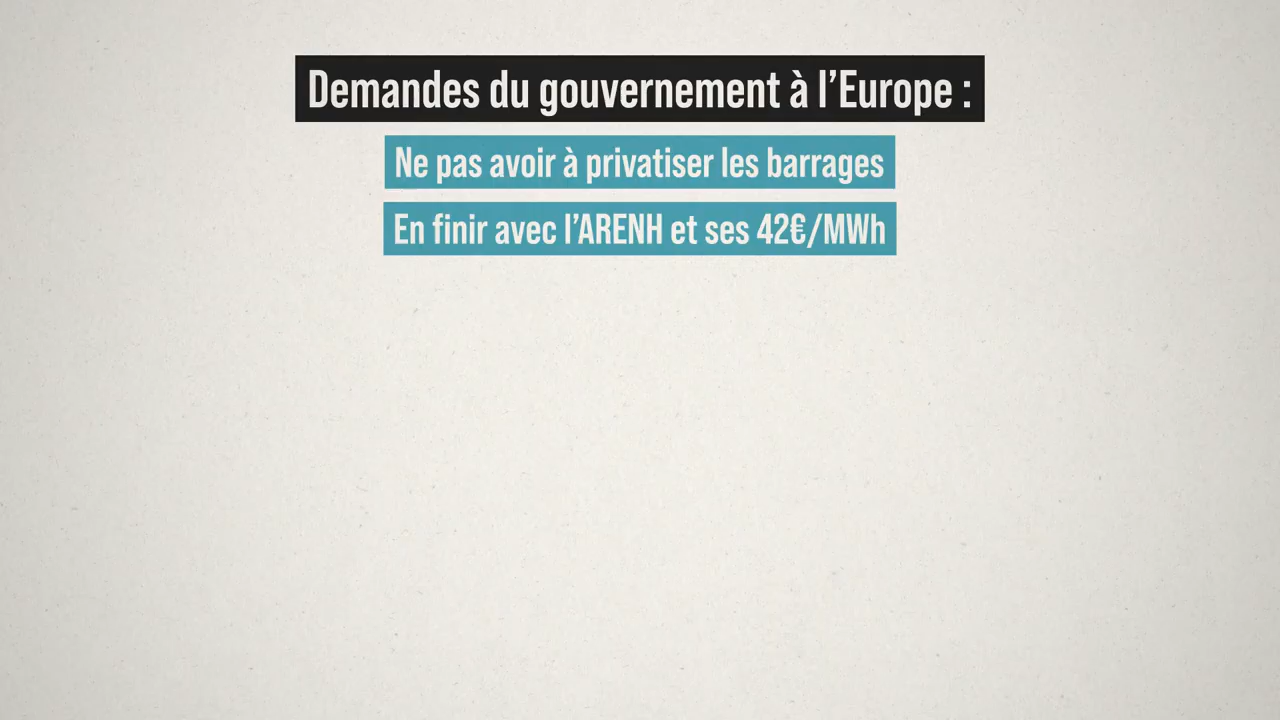 Demandes du gouvernement à l’Europe :
Ne pas avoir à privatiser les barrages
En finir avec l’ARENH et ses 42€/MWh